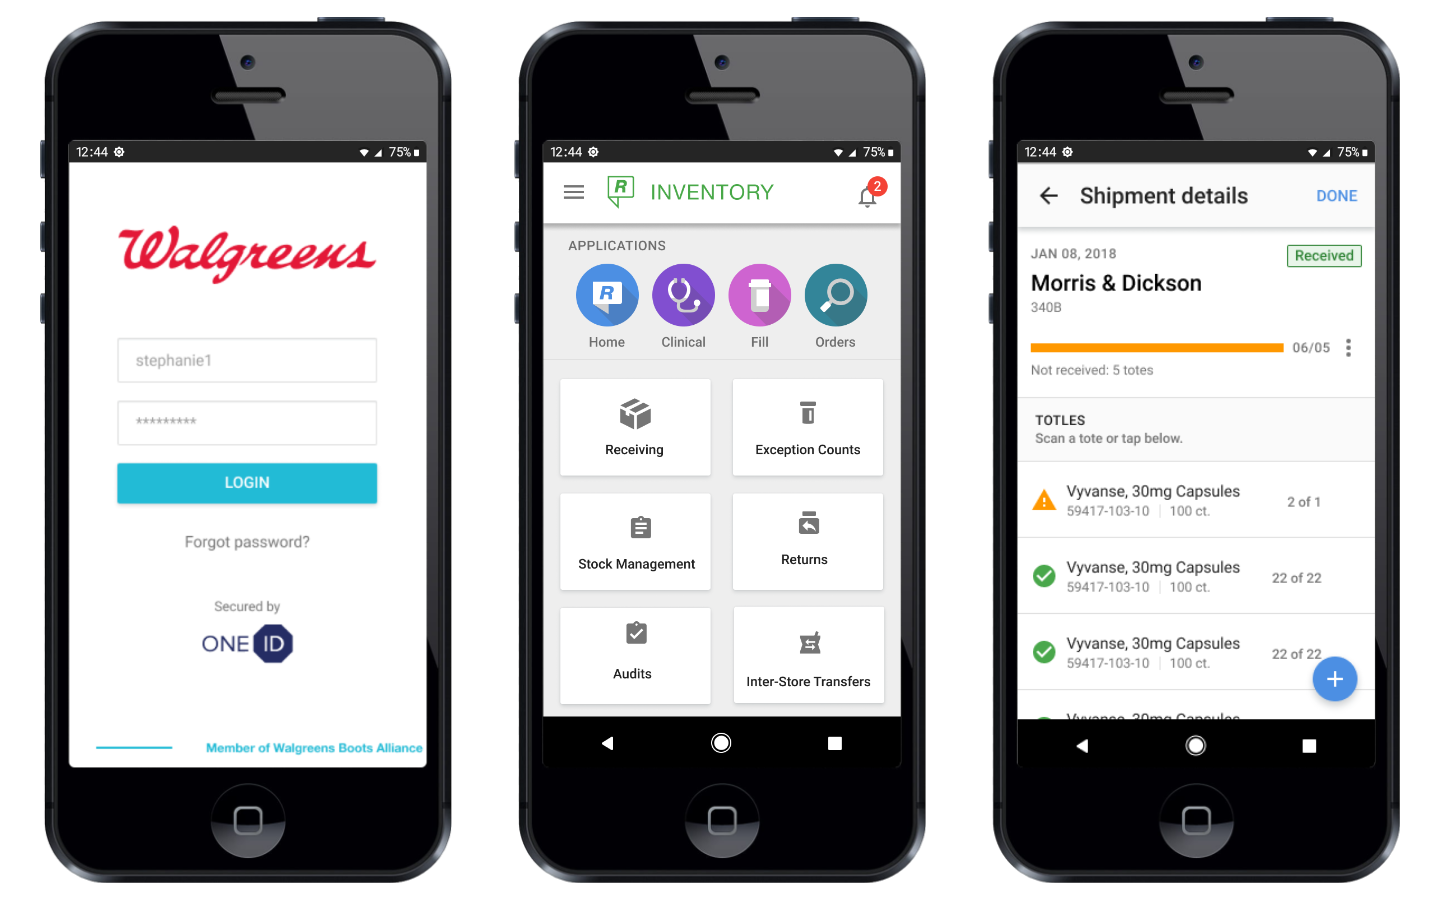 12:44
75%
Walgreens
stephanie1
*********
LOGIN
Forgot password?
Secured by
ONE ID
Member of Walgreens Boots Alliance
12:44
75%
R INVENTORY
2
APPLICATIONS
R
Home Clinical Fill Orders
Receiving Exception Counts
Stock Management Returns
Audits Inter-Store Transfers
12:44
75%
Shipment details DONE
JAN 08, 2018 Received
Morris & Dickson
340B
06/05
Not received: 5 totes
TOTLES
Scan a tote or tap below.
Vyvanse, 30mg Capsules
59417-103-10 | 100 ct.
2 of 1
Vyvanse, 30mg Capsules
59417-103-10 | 100 ct.
22 of 22
Vyvanse, 30mg Capsules
59417-103-10 | 100 ct.
22 of 22
Vyvanse, 30mg Capsules